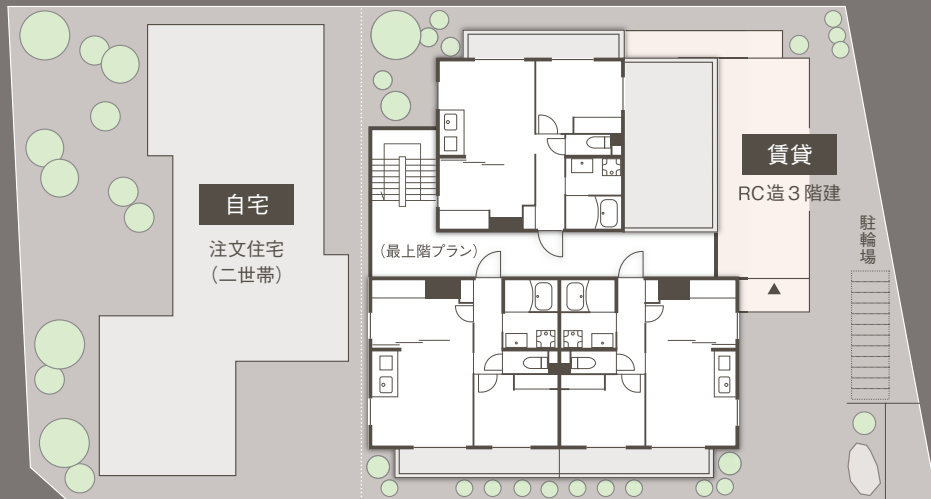 自宅
注文住宅
（二世帯）
（最上階プラン）
賃貸
RC造３階建
駐輪場